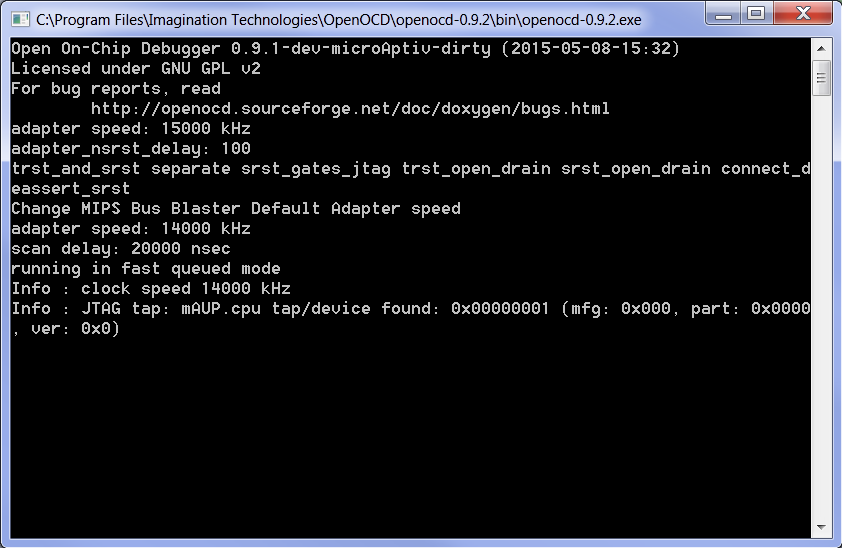 C:\Program Files\Imagination Technologies\OpenOCD\openocd-0.9.2\bin\openocd-0.9.2.exe
Open On-Chip Debugger 0.9.1-dev-microAptiv-dirty (2015-05-08-15:32)
Licensed under GNU GPL v2
For bug reports, read
        http://openocd.sourceforge.net/doc/doxygen/bugs.html
adapter speed: 15000 kHz
adapter_nsrst_delay: 100
trst_and_srst separate srst_gates_jtag trst_open_drain srst_open_drain connect_d
eassert_srst
Change MIPS Bus Blaster Default Adapter speed
adapter speed: 14000 kHz
scan delay: 20000 nsec
running in fast queued mode
Info : clock speed 14000 kHz
Info : JTAG tap: mAUP.cpu tap/device found: 0x00000001 (mfg: 0x000, part: 0x0000
, ver: 0x0)